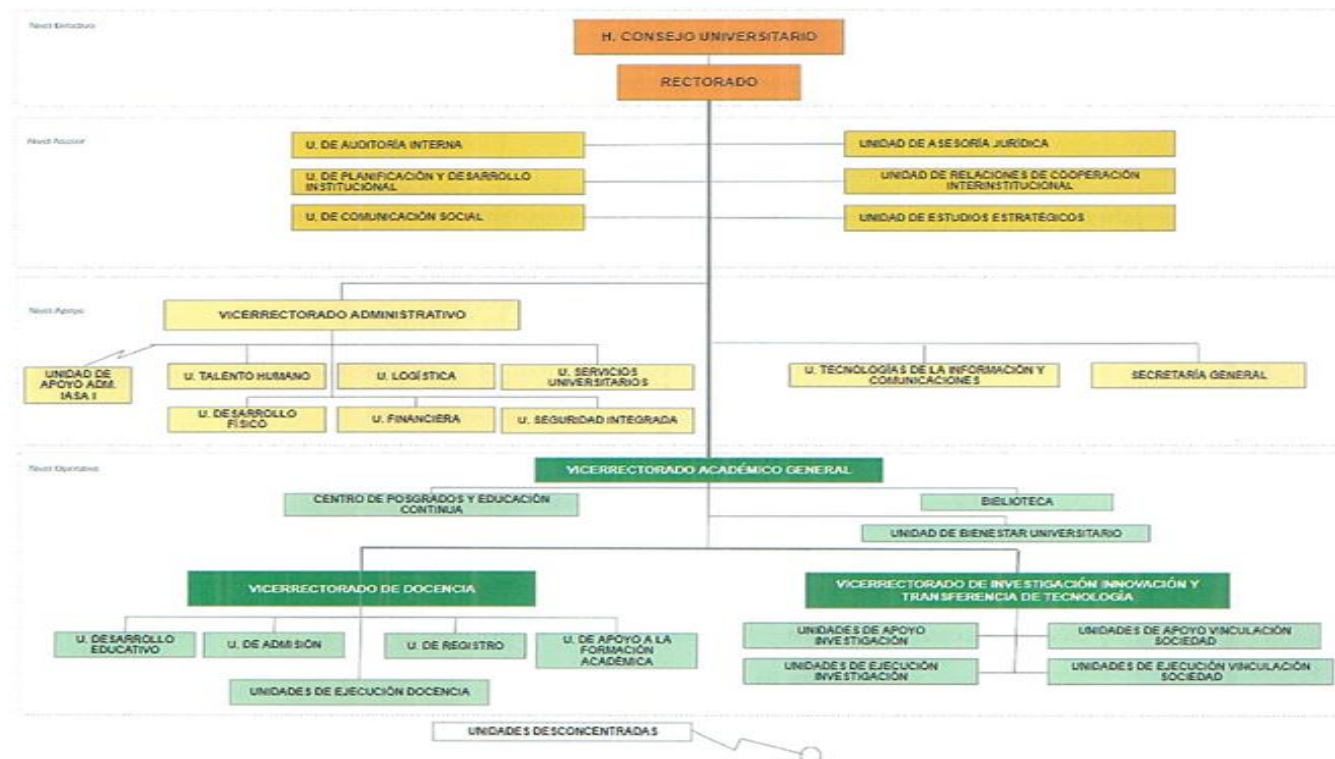 H. CONSEJO UNIVERSITARIO
RECTORADO
U. DE AUDITORÍA INTERNA
UNIDAD DE ASESORÍA JURÍDICA
U. DE PLANIFICACIÓN Y DESARROLLO
INSTITUCIONAL
UNIDAD DE RELACIONES DE COOPERACIÓN
INTERINSTITUCIONAL
U. DE COMUNICACIÓN SOCIAL
UNIDAD DE ESTUDIOS ESTRATÉGICOS
Nivel Apoyo
VICERRECTORADO ADMINISTRATIVO
UNIDAD DE
APOYO ADM.
IASA I
U. TALENTO HUMANO
U. LOGÍSTICA
U. SERVICIOS
UNIVERSITARIOS
U. TECNOLOGÍAS DE LA INFORMACIÓN Y
COMUNICACIONES
SECRETARÍA GENERAL
U. DESARROLLO
FÍSICO
U. FINANCIERA
U. SEGURIDAD INTEGRADA
Nivel Operativo
VICERRECTORADO ACADÉMICO GENERAL
CENTRO DE POSGRADOS Y EDUCACIÓN
CONTINUA
BIBLIOTECA
UNIDAD DE BIENESTAR UNIVERSITARIO
VICERRECTORADO DE DOCENCIA
VICERRECTORADO DE INVESTIGACIÓN INNOVACIÓN Y
TRANSFERENCIA DE TECNOLOGÍA
U. DESARROLLO
EDUCATIVO
U. DE ADMISIÓN
U. DE REGISTRO
U. DE APOYO A LA
FORMACIÓN
ACADÉMICA
UNIDADES DE EJECUCIÓN DOCENCIA
UNIDADES DE APOYO
INVESTIGACIÓN
UNIDADES DE APOYO VINCULACIÓN
SOCIEDAD
UNIDADES DE EJECUCIÓN
INVESTIGACIÓN
UNIDADES DE EJECUCIÓN VINCULACIÓN
SOCIEDAD
UNIDADES DESCONCENTRADAS